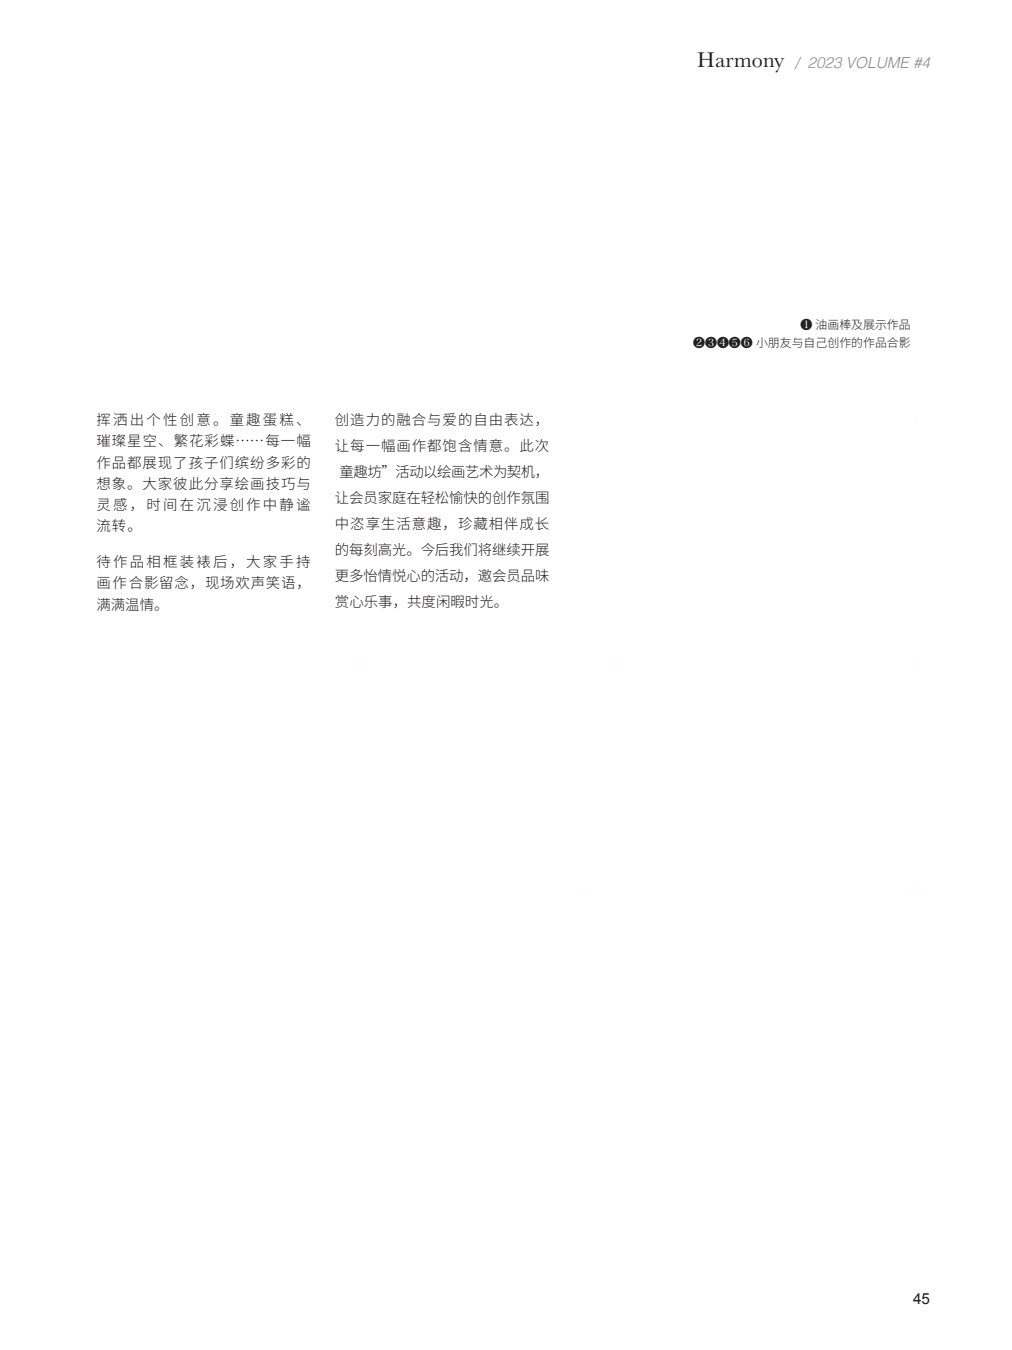 Harmony / 2023 VOLUME #4
❶ 油画棒及展示作品
❷❸❹❺❻ 小朋友与自己创作的作品合影
挥洒出个性创意。童趣蛋糕、
璀璨星空、繁花彩蝶……每一幅
作品都展现了孩子们缤纷多彩的
想象。大家彼此分享绘画技巧与
灵感，时间在沉浸创作中静谧
流转。
待作品相框装裱后，大家手持
画作合影留念，现场欢声笑语，
满满温情。
创造力的融合与爱的自由表达，
让每一幅画作都饱含情意。此次
童趣坊”活动以绘画艺术为契机，
让会员家庭在轻松愉快的创作氛围
中恣享生活意趣，珍藏相伴成长
的每刻高光。今后我们将继续开展
更多怡情悦心的活动，邀会员品味
赏心乐事，共度闲暇时光。
45